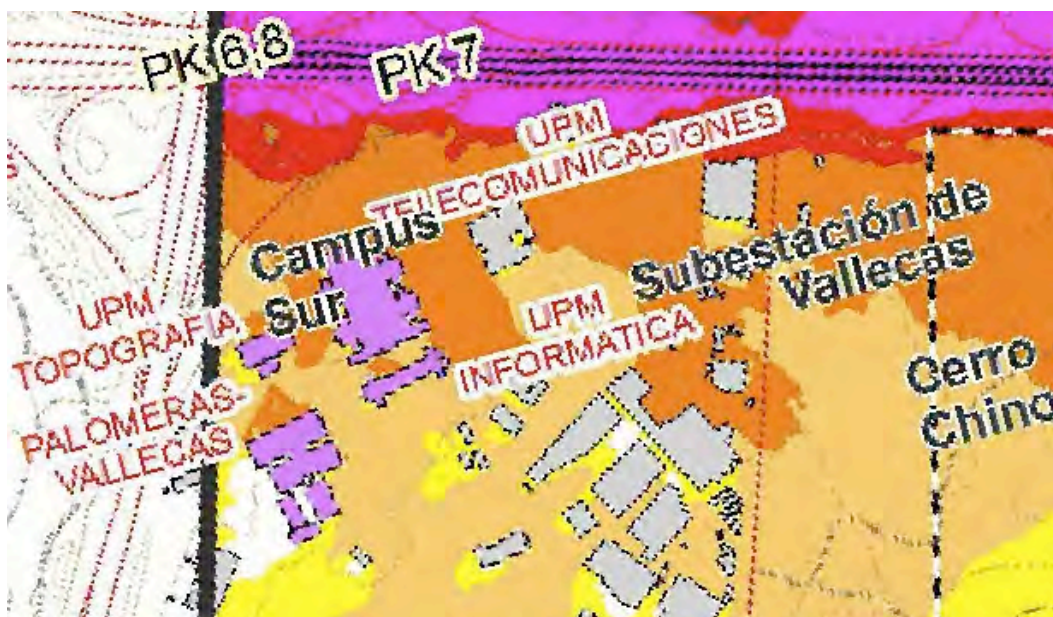 PK 6,8
PK 7
UPM
TELECOMUNICACIONES
Campus
Sur
Subestación de
Vallecas
UPM
TOPOGRAFIA
UPM
INFORMATICA
PALOMERAS-
VALLECAS
Cerro